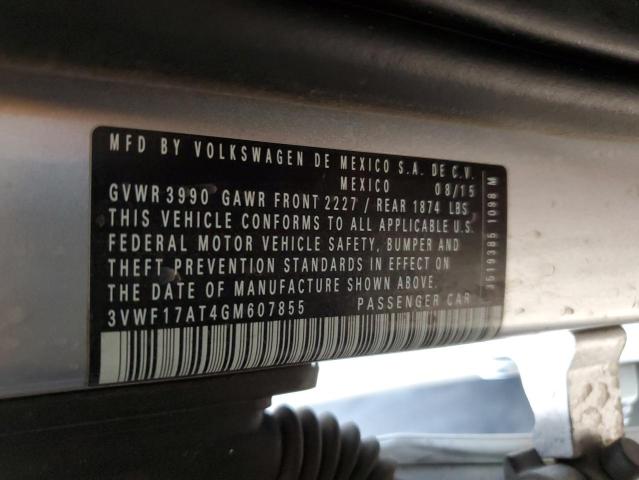 MFD BY VOLKSWAGEN DE MEXICO S.A. DE C.V.
MEXICO 08/15
GVWR 3990 GAWR FRONT 2227 / REAR 1874 LBS
THIS VEHICLE CONFORMS TO ALL APPLICABLE U.S.
FEDERAL MOTOR VEHICLE SAFETY, BUMPER AND
THEFT PREVENTION STANDARDS IN EFFECT ON
THE DATE OF MANUFACTURE SHOWN ABOVE.
3VWF17AT4GM607855 PASSENGER CAR
3619385 1098 M